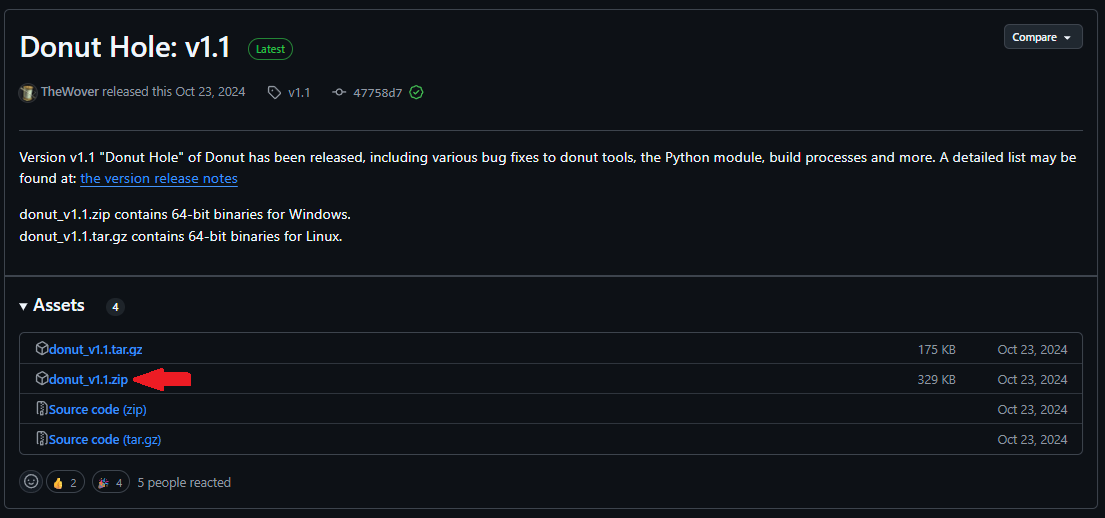 Donut Hole: v1.1 Latest Compare
TheWover released this Oct 23, 2024 v1.1 47758d7
Version v1.1 "Donut Hole" of Donut has been released, including various bug fixes to donut tools, the Python module, build processes and more. A detailed list may be
found at: the version release notes
donut_v1.1.zip contains 64-bit binaries for Windows.
donut_v1.1.tar.gz contains 64-bit binaries for Linux.
Assets 4
donut_v1.1.tar.gz 175 KB Oct 23, 2024
donut_v1.1.zip 329 KB Oct 23, 2024
Source code (zip) Oct 23, 2024
Source code (tar.gz) Oct 23, 2024
2 4 5 people reacted